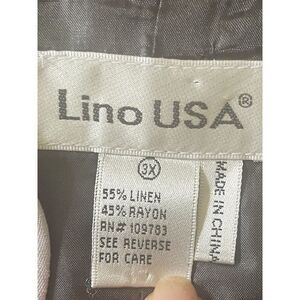 Lino USA®
3X
55% LINEN
45% RAYON
RN# 109783
SEE REVERSE
FOR CARE
MADE IN CHINA